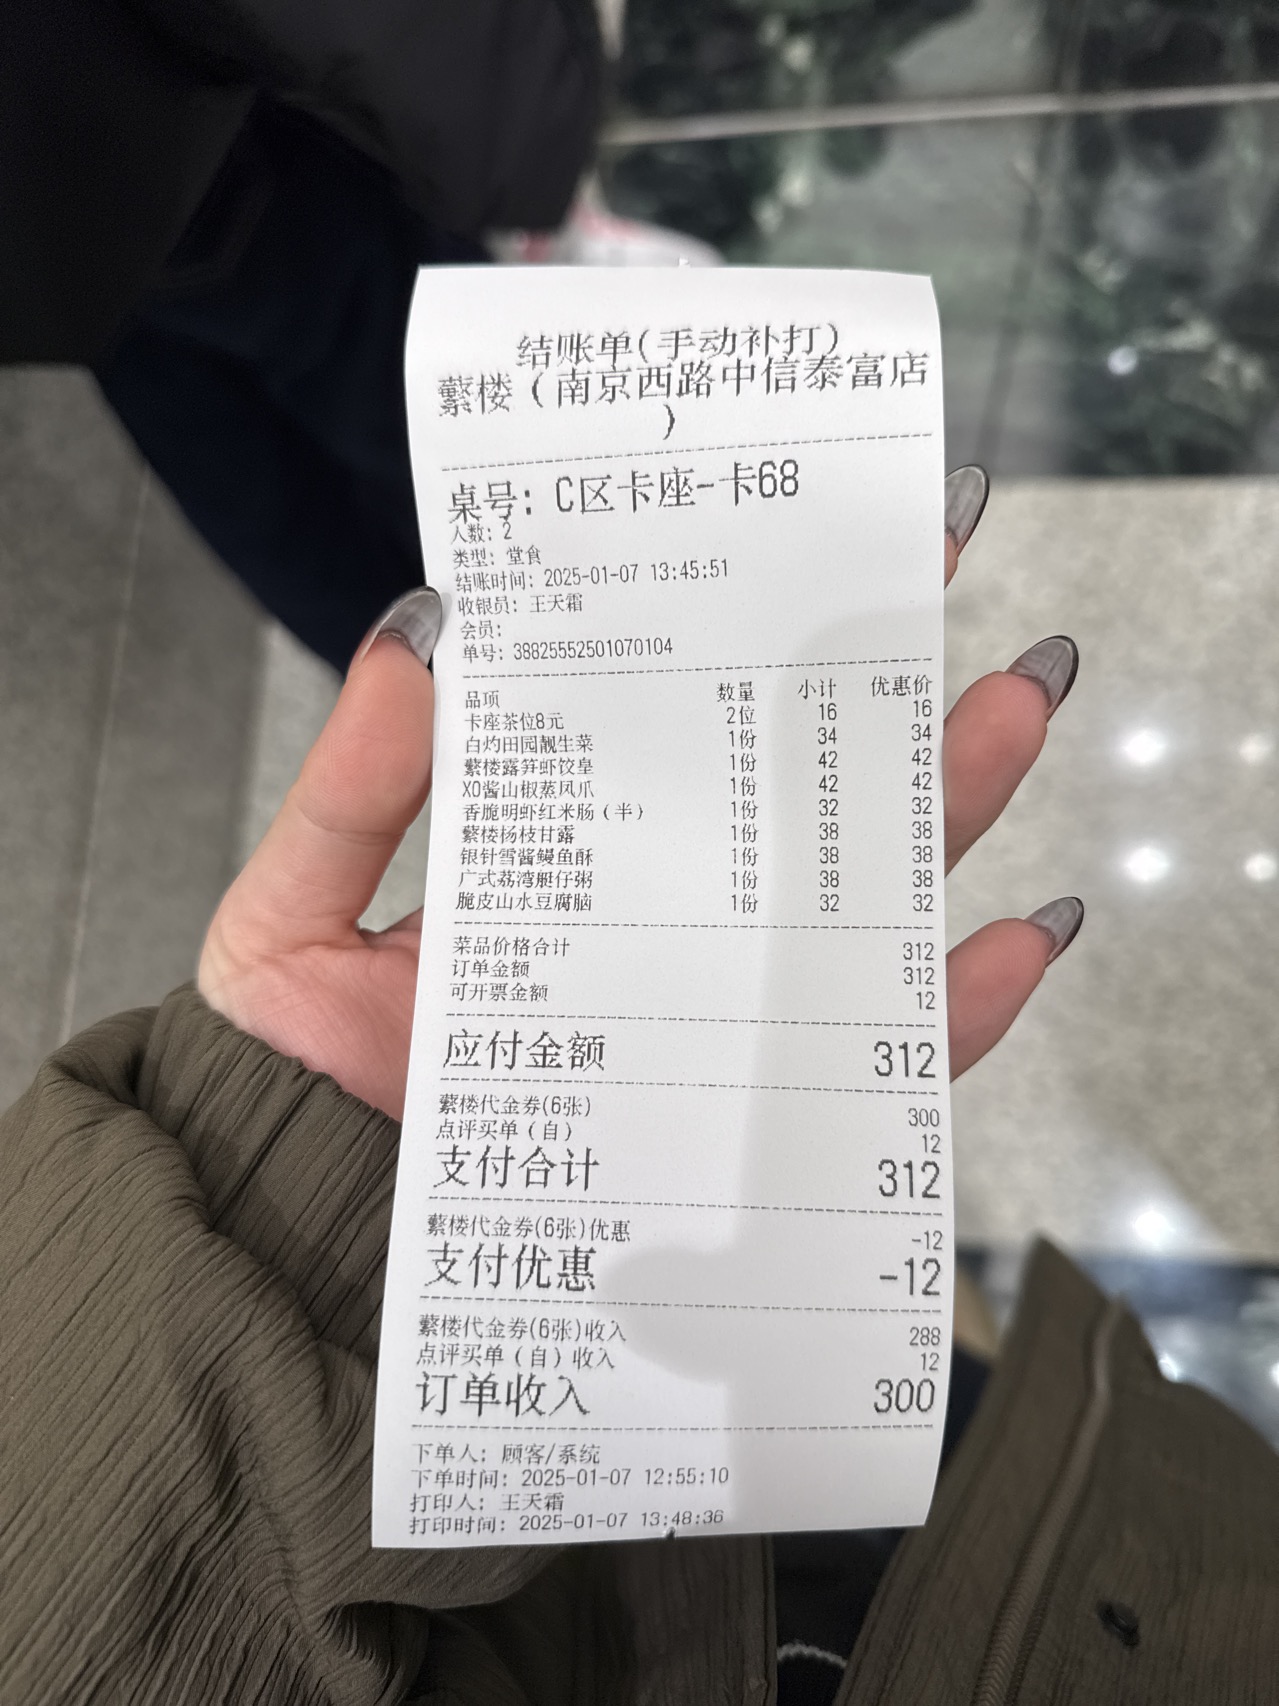 结账单(手动补打)
蘩楼（南京西路中信泰富店
）
桌号: C区卡座-卡68
人数: 2
类型: 堂食
结账时间: 2025-01-07 13:45:51
收银员: 王天霜
会员:
单号: 38825552501070104
品项 数量 小计 优惠价
卡座茶位8元 2位 16 16
白灼田园靓生菜 1份 34 34
蘩楼露笋虾饺皇 1份 42 42
XO酱山椒蒸凤爪 1份 42 42
香脆明虾红米肠（半） 1份 32 32
蘩楼杨枝甘露 1份 38 38
银针雪酱鳗鱼酥 1份 38 38
广式荔湾艇仔粥 1份 38 38
脆皮山水豆腐脑 1份 32 32
菜品价格合计 312
订单金额 312
可开票金额 12
应付金额 312
蘩楼代金券(6张) 300
点评买单（自） 12
支付合计 312
蘩楼代金券(6张)优惠 -12
支付优惠 -12
蘩楼代金券(6张)收入 288
点评买单（自）收入 12
订单收入 300
下单人: 顾客/系统
下单时间: 2025-01-07 12:55:10
打印人: 王天霜
打印时间: 2025-01-07 13:48:36